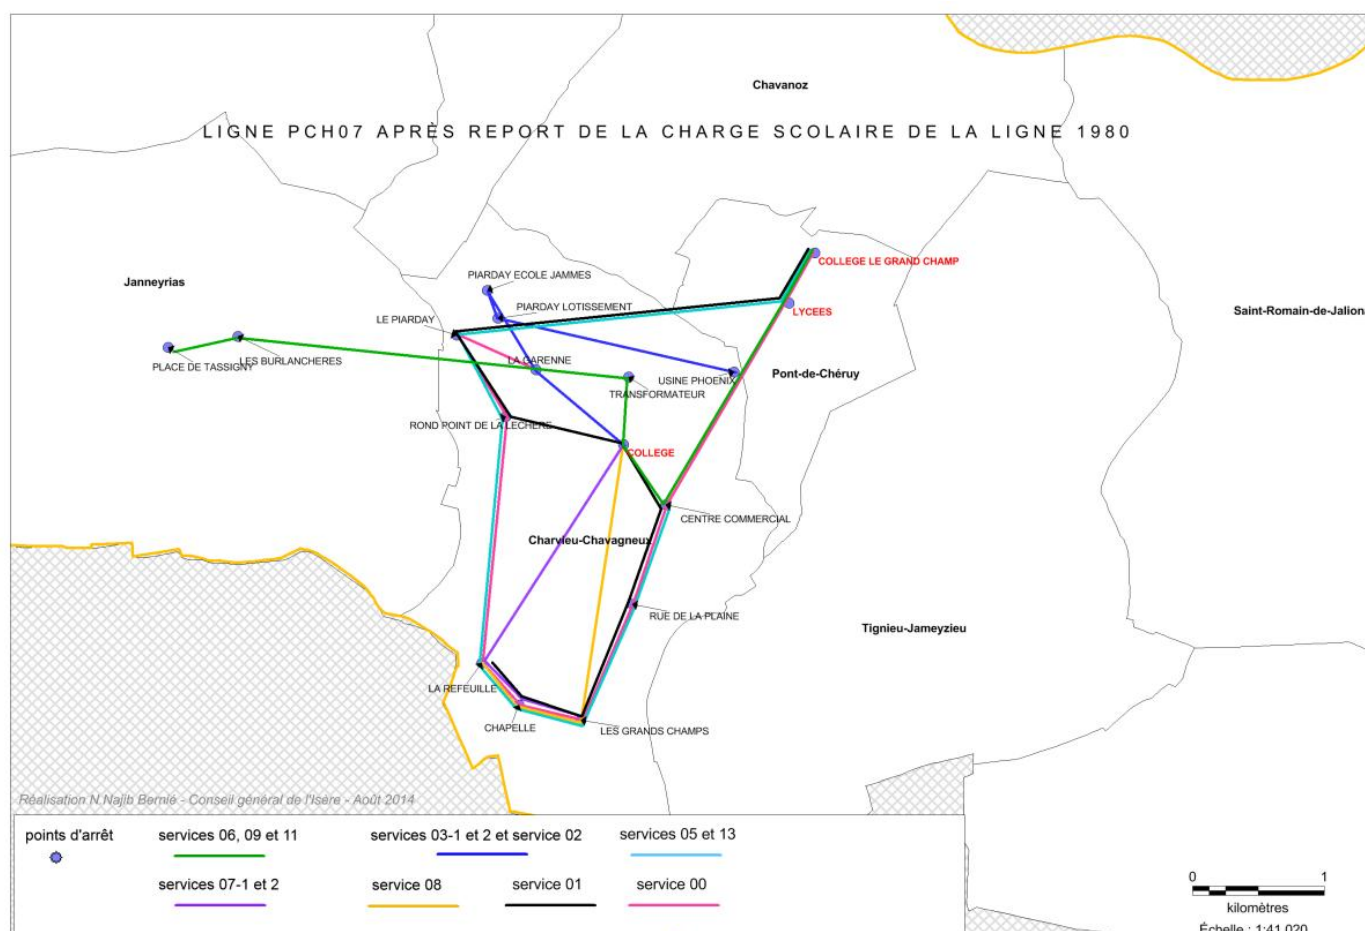 Chavanoz
LIGNE PCH07 APRÈS REPORT DE LA CHARGE SCOLAIRE DE LA LIGNE 1980
COLLEGE LE GRAND CHAMP
PIARDAY ECOLE JAMMES
Janneyrias
PIARDAY LOTISSEMENT
LYCEES
Saint-Romain-de-Jaliona
LE PIARDAY
LES BURLANCHERES
LA GARENNE
PLACE DE TASSIGNY
USINE PHOENIX
Pont-de-Chéruy
TRANSFORMATEUR
ROND POINT DE LA LECHERE
COLLEGE
CENTRE COMMERCIAL
Charvieu-Chavagneux
RUE DE LA PLAINE
Tignieu-Jameyzieu
LA REFEUILLE
CHAPELLE
LES GRANDS CHAMPS
Réalisation N.Najib Bernié - Conseil général de l'Isère - Août 2014
points d'arrêt
services 06, 09 et 11
services 03-1 et 2 et service 02
services 05 et 13
services 07-1 et 2
service 08
service 01
service 00
0 1
kilomètres
Échelle : 1:41 020